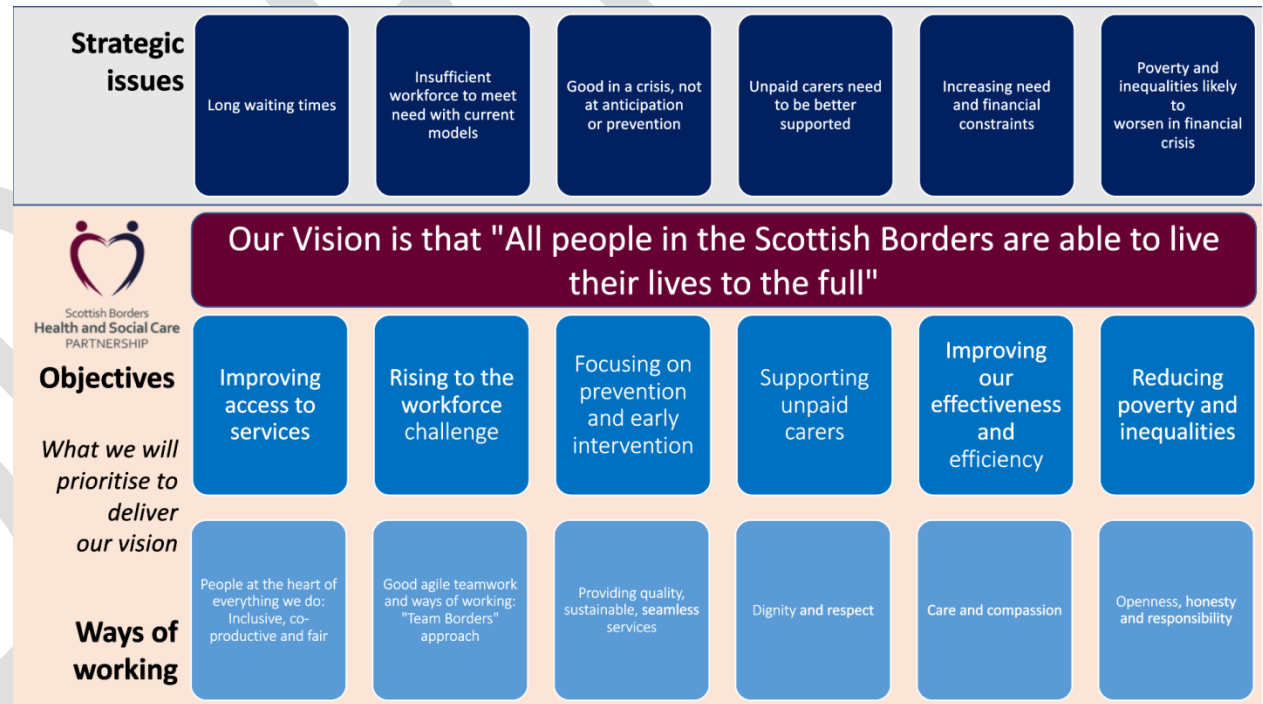 Strategic
issues
Long waiting times
Insufficient
workforce to meet
need with current
models
Good in a crisis, not
at anticipation
or prevention
Unpaid carers need
to be better
supported
Increasing need
and financial
constraints
Poverty and
inequalities likely
to
worsen in financial
crisis
Scottish Borders
Health and Social Care
PARTNERSHIP
Our Vision is that "All people in the Scottish Borders are able to live
their lives to the full"
Objectives
What we will
prioritise to
deliver
our vision
Improving
access to
services
Rising to the
workforce
challenge
Focusing on
prevention
and early
intervention
Supporting
unpaid
carers
Improving
our
effectiveness
and
efficiency
Reducing
poverty and
inequalities
Ways of
working
People at the heart of
everything we do:
Inclusive, co-
productive and fair
Good agile teamwork
and ways of working:
"Team Borders"
approach
Providing quality,
sustainable, seamless
services
Dignity and respect
Care and compassion
Openness, honesty
and responsibility